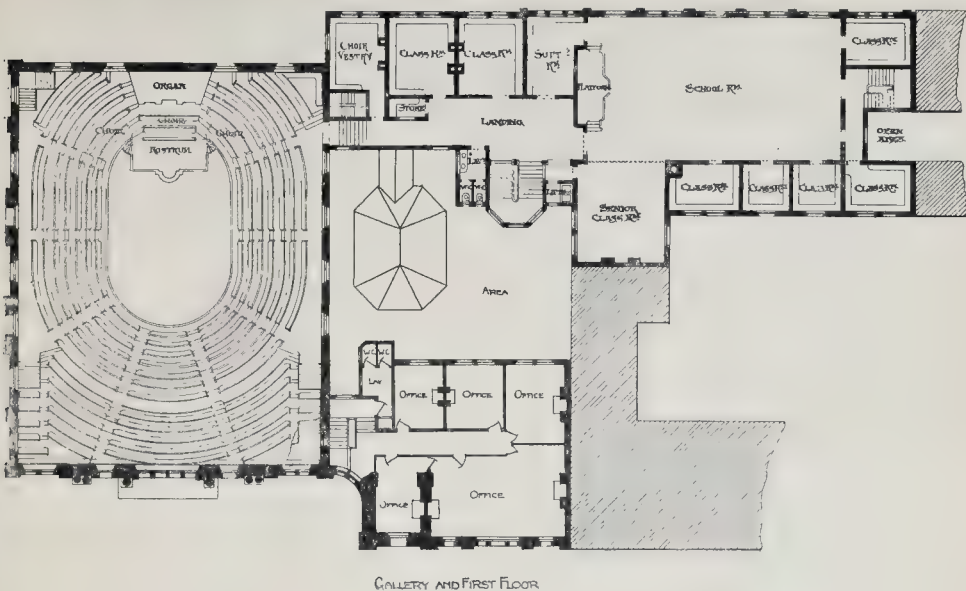 CHOIR
VESTRY
CLASS RM
CLASS RM
SUPT'S
RM
CLASS RM
ORGAN
PLATFORM
SCHOOL RM
STORE
CHOIR
LANDING
CHOIR
CHOIR
OPEN
ROSTRUM
LAV
W.C.
W.C.
CLASS RM
CLASS RM
CLASS RM
CLASS RM
SENIOR
CLASS RM
AREA
W.C.
W.C.
LAV
OFFICE
OFFICE
OFFICE
OFFICE
OFFICE
GALLERY AND FIRST FLOOR